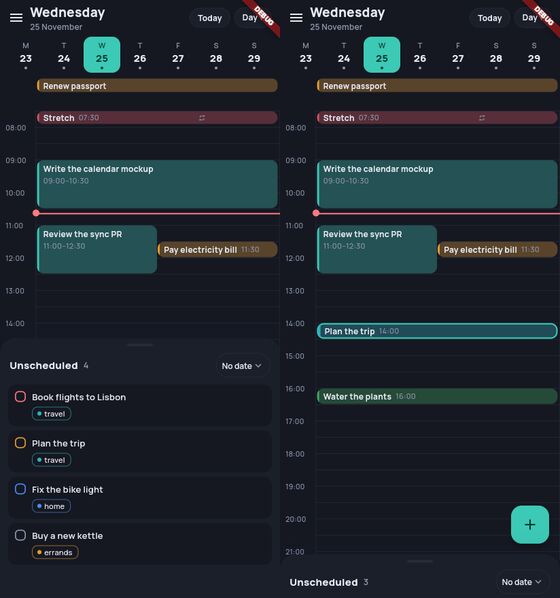 Wednesday
25 November
Today
Day
DEBUG
M
T
W
T
F
S
S
23
24
25
26
27
28
29
Renew passport
Stretch 07:30
08:00
09:00
Write the calendar mockup
09:00–10:30
10:00
11:00
Review the sync PR
11:00–12:30
Pay electricity bill 11:30
12:00
13:00
14:00
Unscheduled 4
No date
Book flights to Lisbon
travel
Plan the trip
travel
Fix the bike light
home
Buy a new kettle
errands
Wednesday
25 November
Today
Day
DEBUG
M
T
W
T
F
S
S
23
24
25
26
27
28
29
Renew passport
Stretch 07:30
08:00
09:00
Write the calendar mockup
09:00–10:30
10:00
11:00
Review the sync PR
11:00–12:30
Pay electricity bill 11:30
12:00
13:00
14:00
Plan the trip 14:00
15:00
16:00
Water the plants 16:00
17:00
18:00
19:00
20:00
21:00
Unscheduled 3
No date